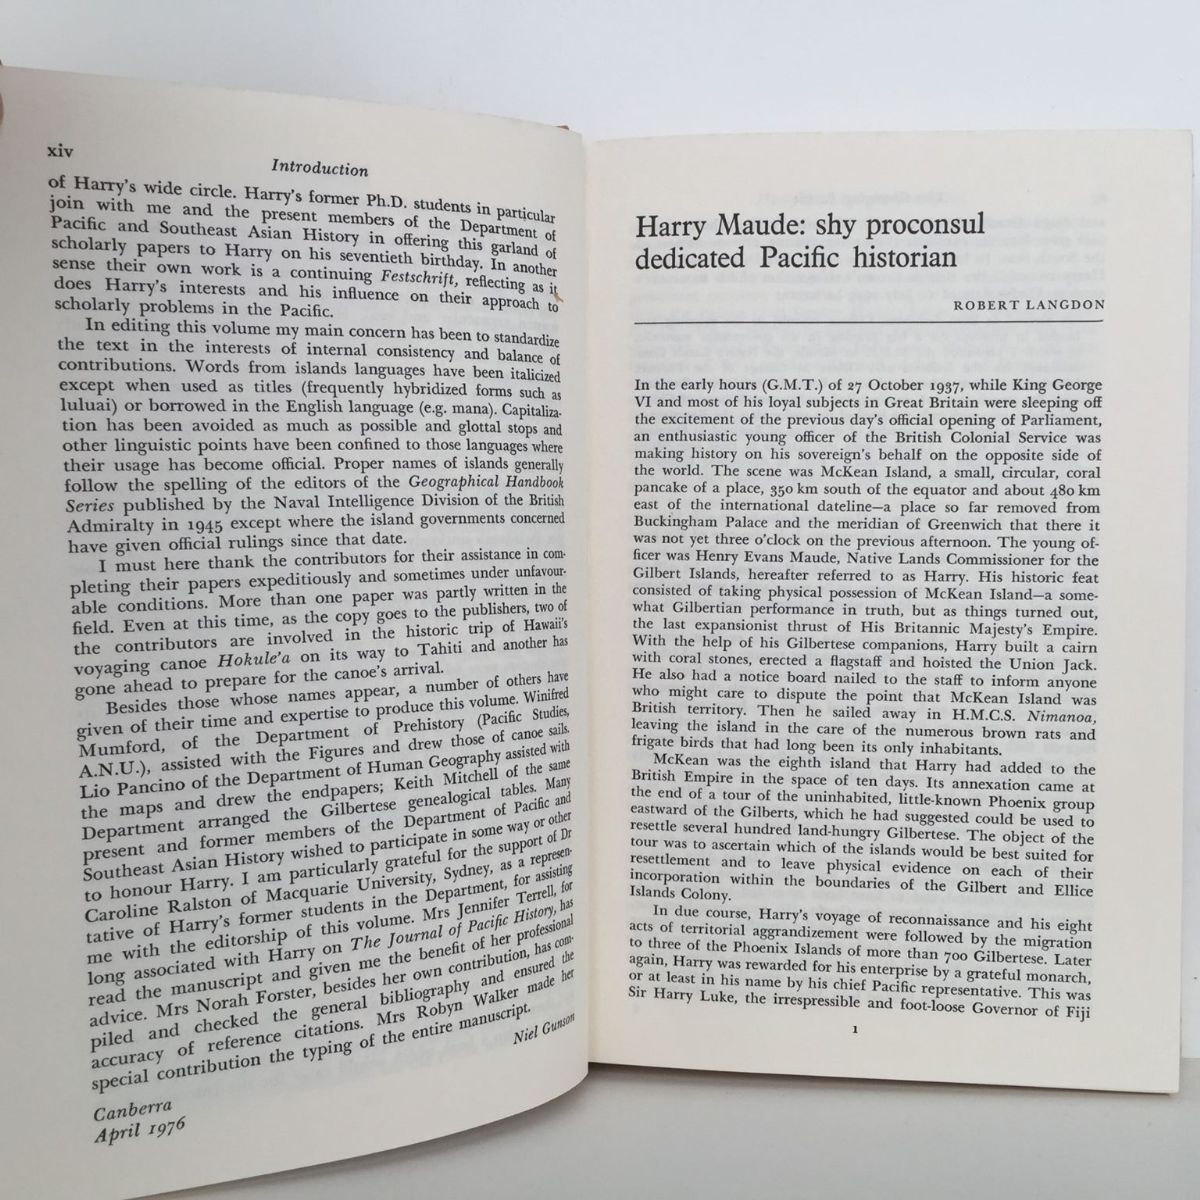 xiv
Introduction
of Harry's wide circle. Harry's former Ph.D. students in particular
join with me and the present members of the Department of
Pacific and Southeast Asian History in offering this garland of
scholarly papers to Harry on his seventieth birthday. In another
sense their own work is a continuing Festschrift, reflecting as it
does Harry's interests and his influence on their approach to
scholarly problems in the Pacific.
In editing this volume my main concern has been to standardize
the text in the interests of internal consistency and balance of
contributions. Words from islands languages have been italicized
except when used as titles (frequently hybridized forms such as
luluai) or borrowed in the English language (e.g. mana). Capitaliza-
tion has been avoided as much as possible and glottal stops and
other linguistic points have been confined to those languages where
their usage has become official. Proper names of islands generally
follow the spelling of the editors of the Geographical Handbook
Series published by the Naval Intelligence Division of the British
Admiralty in 1945 except where the island governments concerned
have given official rulings since that date.
I must here thank the contributors for their assistance in com-
pleting their papers expeditiously and sometimes under unfavour-
able conditions. More than one paper was partly written in the
field. Even at this time, as the copy goes to the publishers, two of
the contributors are involved in the historic trip of Hawaii's
voyaging canoe Hokule'a on its way to Tahiti and another has
gone ahead to prepare for the canoe's arrival.
Besides those whose names appear, a number of others have
given of their time and expertise to produce this volume. Winifred
Mumford, of the Department of Prehistory (Pacific Studies,
A.N.U.), assisted with the Figures and drew those of canoe sails.
Lio Pancino of the Department of Human Geography assisted with
the maps and drew the endpapers; Keith Mitchell of the same
Department arranged the Gilbertese genealogical tables. Many
present and former members of the Department of Pacific and
Southeast Asian History wished to participate in some way or other
to honour Harry. I am particularly grateful for the support of Dr
Caroline Ralston of Macquarie University, Sydney, as a represen-
tative of Harry's former students in the Department, for assisting
me with the editorship of this volume. Mrs Jennifer Terrell, for
long associated with Harry on The Journal of Pacific History, has
read the manuscript and given me the benefit of her professional
advice. Mrs Norah Forster, besides her own contribution, has com-
piled and checked the general bibliography and ensured the
accuracy of reference citations. Mrs Robyn Walker made her
special contribution the typing of the entire manuscript.
Niel Gunson
Canberra
April 1976
Harry Maude: shy proconsul
dedicated Pacific historian
ROBERT LANGDON
In the early hours (G.M.T.) of 27 October 1937, while King George
VI and most of his loyal subjects in Great Britain were sleeping off
the excitement of the previous day's official opening of Parliament,
an enthusiastic young officer of the British Colonial Service was
making history on his sovereign's behalf on the opposite side of
the world. The scene was McKean Island, a small, circular, coral
pancake of a place, 350 km south of the equator and about 480 km
east of the international dateline—a place so far removed from
Buckingham Palace and the meridian of Greenwich that there it
was not yet three o'clock on the previous afternoon. The young of-
ficer was Henry Evans Maude, Native Lands Commissioner for the
Gilbert Islands, hereafter referred to as Harry. His historic feat
consisted of taking physical possession of McKean Island—a some-
what Gilbertian performance in truth, but as things turned out,
the last expansionist thrust of His Britannic Majesty's Empire.
With the help of his Gilbertese companions, Harry built a cairn
with coral stones, erected a flagstaff and hoisted the Union Jack.
He also had a notice board nailed to the staff to inform anyone
who might care to dispute the point that McKean Island was
British territory. Then he sailed away in H.M.C.S. Nimanoa,
leaving the island in the care of the numerous brown rats and
frigate birds that had long been its only inhabitants.
McKean was the eighth island that Harry had added to the
British Empire in the space of ten days. Its annexation came at
the end of a tour of the uninhabited, little-known Phoenix group
eastward of the Gilberts, which he had suggested could be used to
resettle several hundred land-hungry Gilbertese. The object of the
tour was to ascertain which of the islands would be best suited for
resettlement and to leave physical evidence on each of their
incorporation within the boundaries of the Gilbert and Ellice
Islands Colony.
In due course, Harry's voyage of reconnaissance and his eight
acts of territorial aggrandizement were followed by the migration
to three of the Phoenix Islands of more than 700 Gilbertese. Later
again, Harry was rewarded for his enterprise by a grateful monarch,
or at least in his name by his chief Pacific representative. This was
Sir Harry Luke, the irrespressible and foot-loose Governor of Fiji
1